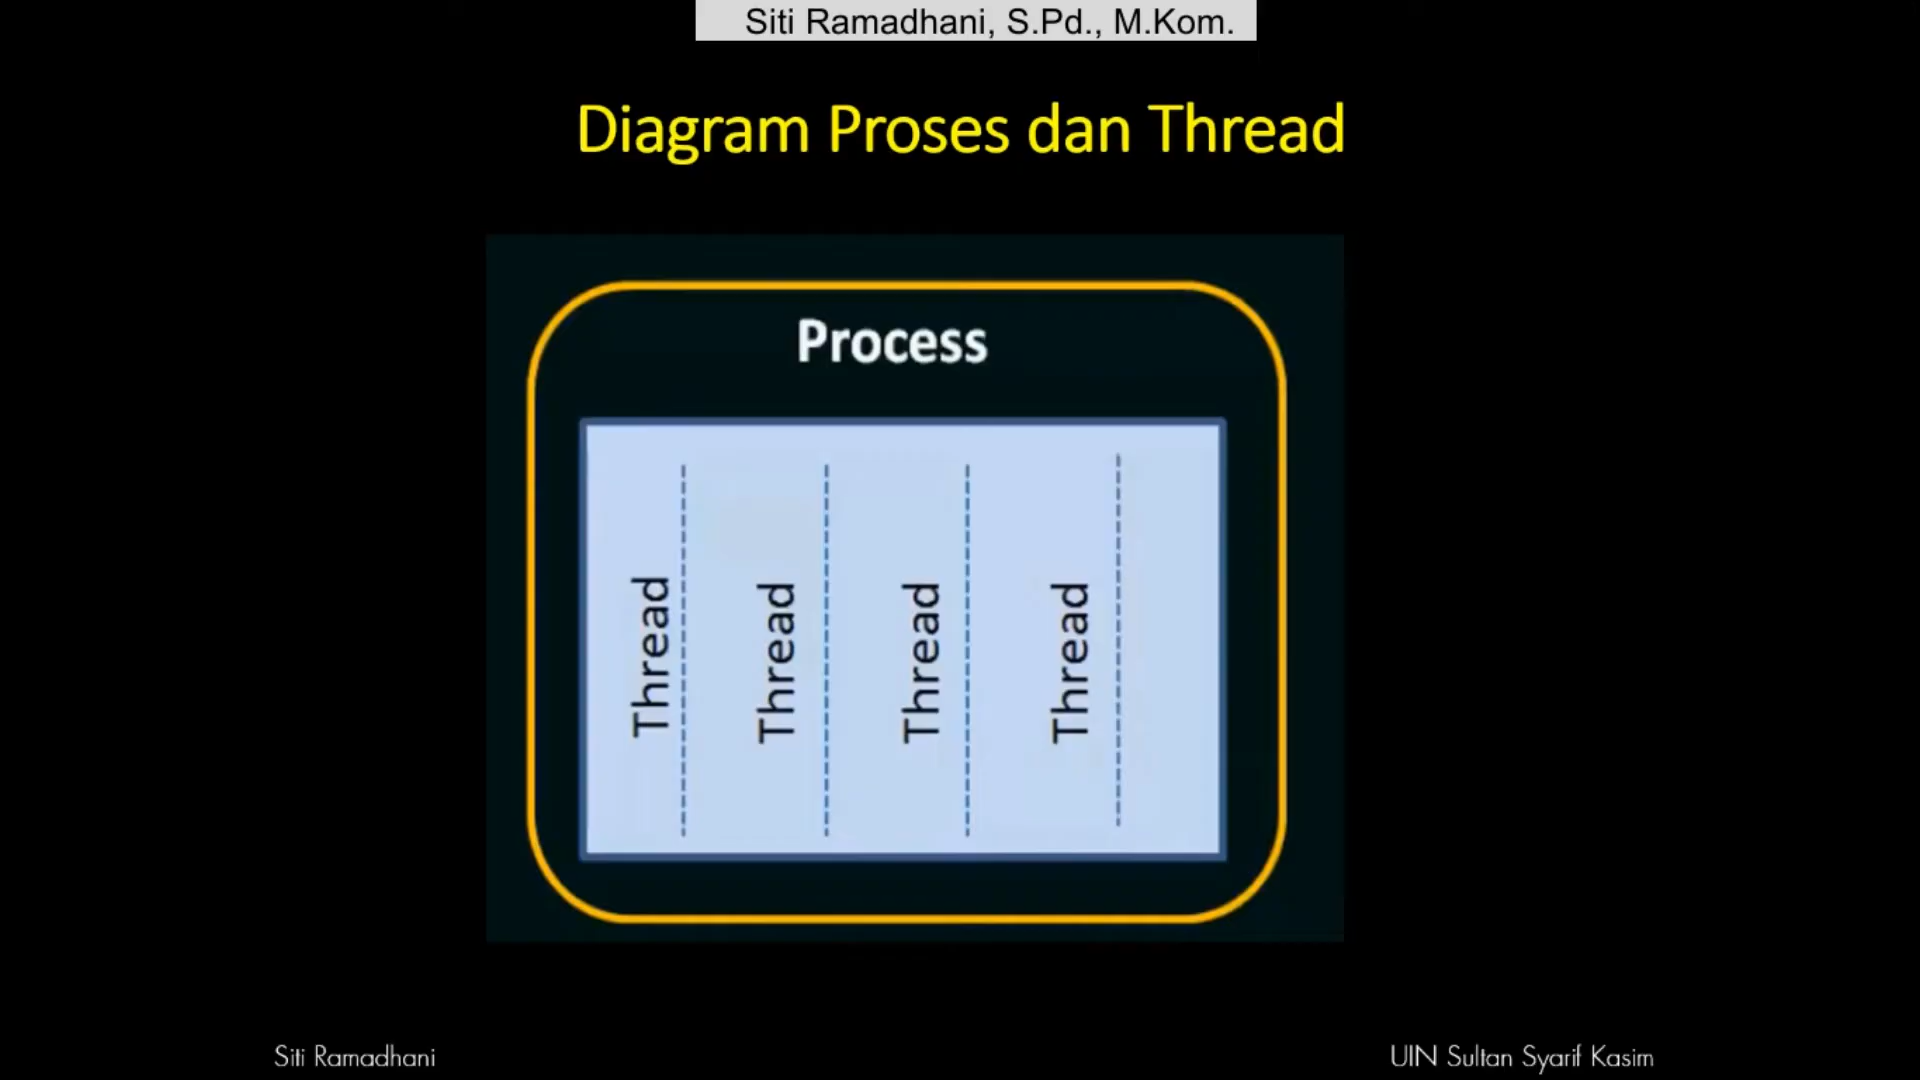 Siti Ramadhani, S.Pd., M.Kom.
Diagram Proses dan Thread
Process
Thread
Thread
Thread
Thread
Siti Ramadhani
UIN Sultan Syarif Kasim